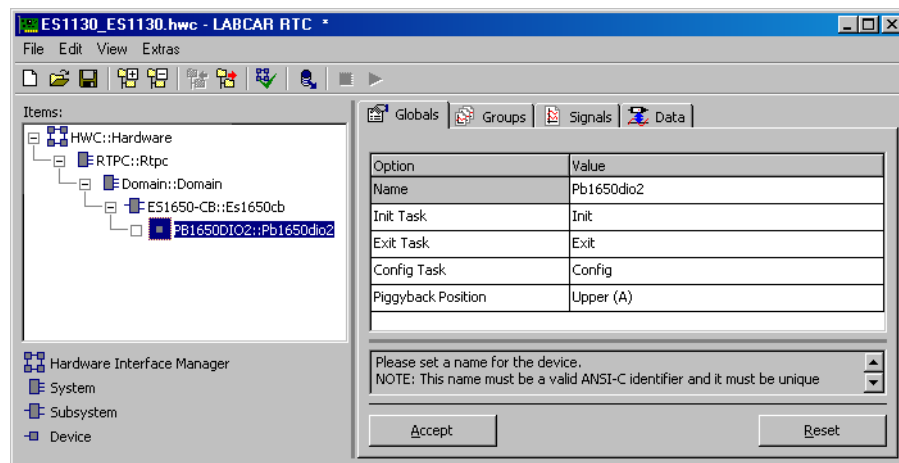 ES1130_ES1130.hwc - LABCAR RTC *
File Edit View Extras
Items:
HWC::Hardware
RTPC::Rtpc
Domain::Domain
ES1650-CB::Es1650cb
PB1650DIO2::Pb1650dio2
Hardware Interface Manager
System
Subsystem
Device
Globals Groups Signals Data
Option Value
Name Pb1650dio2
Init Task Init
Exit Task Exit
Config Task Config
Piggyback Position Upper (A)
Please set a name for the device.
NOTE: This name must be a valid ANSI-C identifier and it must be unique
Accept Reset